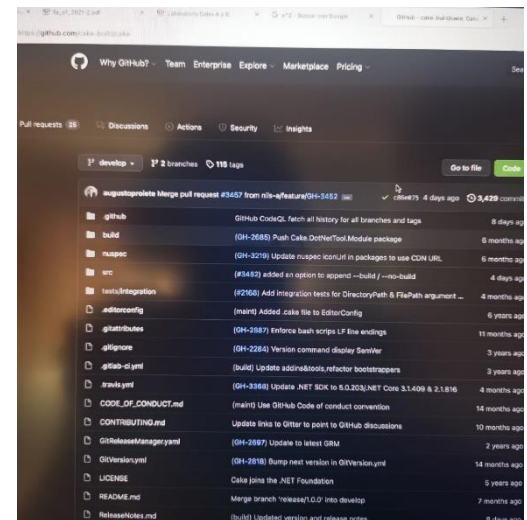 Why GitHub? Team Enterprise Explore Marketplace Pricing Sea
Pull requests 25 Discussions Actions Security Insights
develop 2 branches 115 tags Go to file Code
augustoproiete Merge pull request #3457 from nils-a/feature/GH-3452 4 days ago 3,429 commit
.github GitHub CodeQL fetch all history for all branches and tags 8 days ago
build (GH-2685) Push Cake.DotNetTool.Module package 6 months ago
nuspec (GH-3219) Update nuspec iconUrl in packages to use CDN URL 6 months ago
src (#3452) added an option to append --build / --no-build 4 days ago
tests/integration (#2168) Add integration tests for DirectoryPath & FilePath argument ... 4 months ago
.editorconfig (maint) Added .cake file to EditorConfig 6 years ago
.gitattributes (GH-2987) Enforce bash scrips LF line endings 11 months ago
.gitignore (GH-2264) Version command display SemVer 3 years ago
.gitlab-ci.yml (build) Update addins&tools,refactor bootstrappers 3 years ago
.travis.yml (GH-3368) Update .NET SDK to 5.0.203/.NET Core 3.1.409 & 2.1.816 4 months ago
CODE_OF_CONDUCT.md (maint) Use GitHub Code of conduct convention 14 months ago
CONTRIBUTING.md Update links to Gitter to point to GitHub discussions 10 months ago
GitReleaseManager.yaml (GH-2697) Update to latest GRM 2 years ago
GitVersion.yml (GH-2818) Bump next version in GitVersion.yml 14 months ago
LICENSE Cake joins the .NET Foundation 5 years ago
README.md Merge branch 'release/1.0.0' into develop 7 months ago
ReleaseNotes.md (build) Updated version and release notes 8 days ago